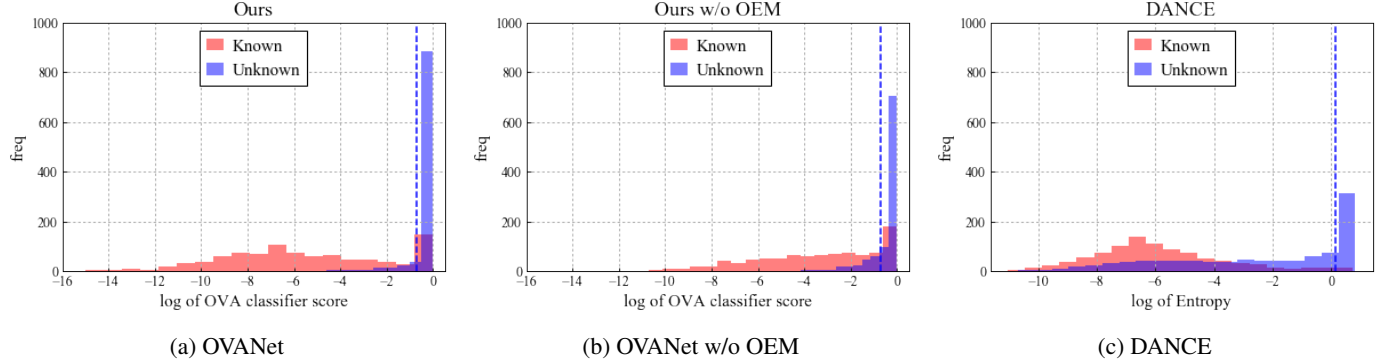 Ours
1000
800
600
400
200
0
freq
Known
Unknown
−16 −14 −12 −10 −8 −6 −4 −2 0
log of OVA classifier score
(a) OVANet
Ours w/o OEM
1000
800
600
400
200
0
freq
Known
Unknown
−16 −14 −12 −10 −8 −6 −4 −2 0
log of OVA classifier score
(b) OVANet w/o OEM
DANCE
1000
800
600
400
200
0
freq
Known
Unknown
−10 −8 −6 −4 −2 0
log of Entropy
(c) DANCE